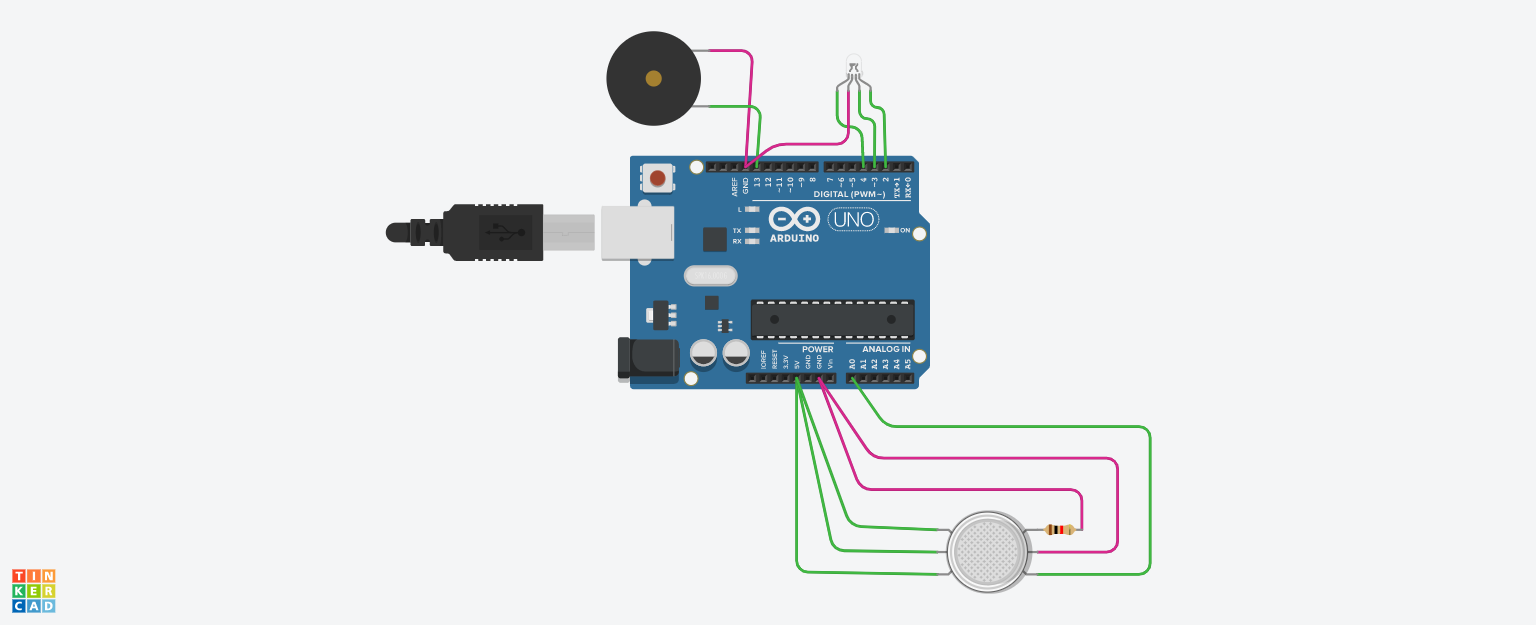 AREF
GND
13
12
~11
~10
~9
8
7
~6
~5
4
~3
2
TX→1
RX←0
DIGITAL (PWM~)
L
TX
RX
ARDUINO
UNO
ON
POWER
ANALOG IN
IOREF
RESET
3.3V
5V
GND
GND
Vin
A0
A1
A2
A3
A4
A5
TIN
KER
CAD